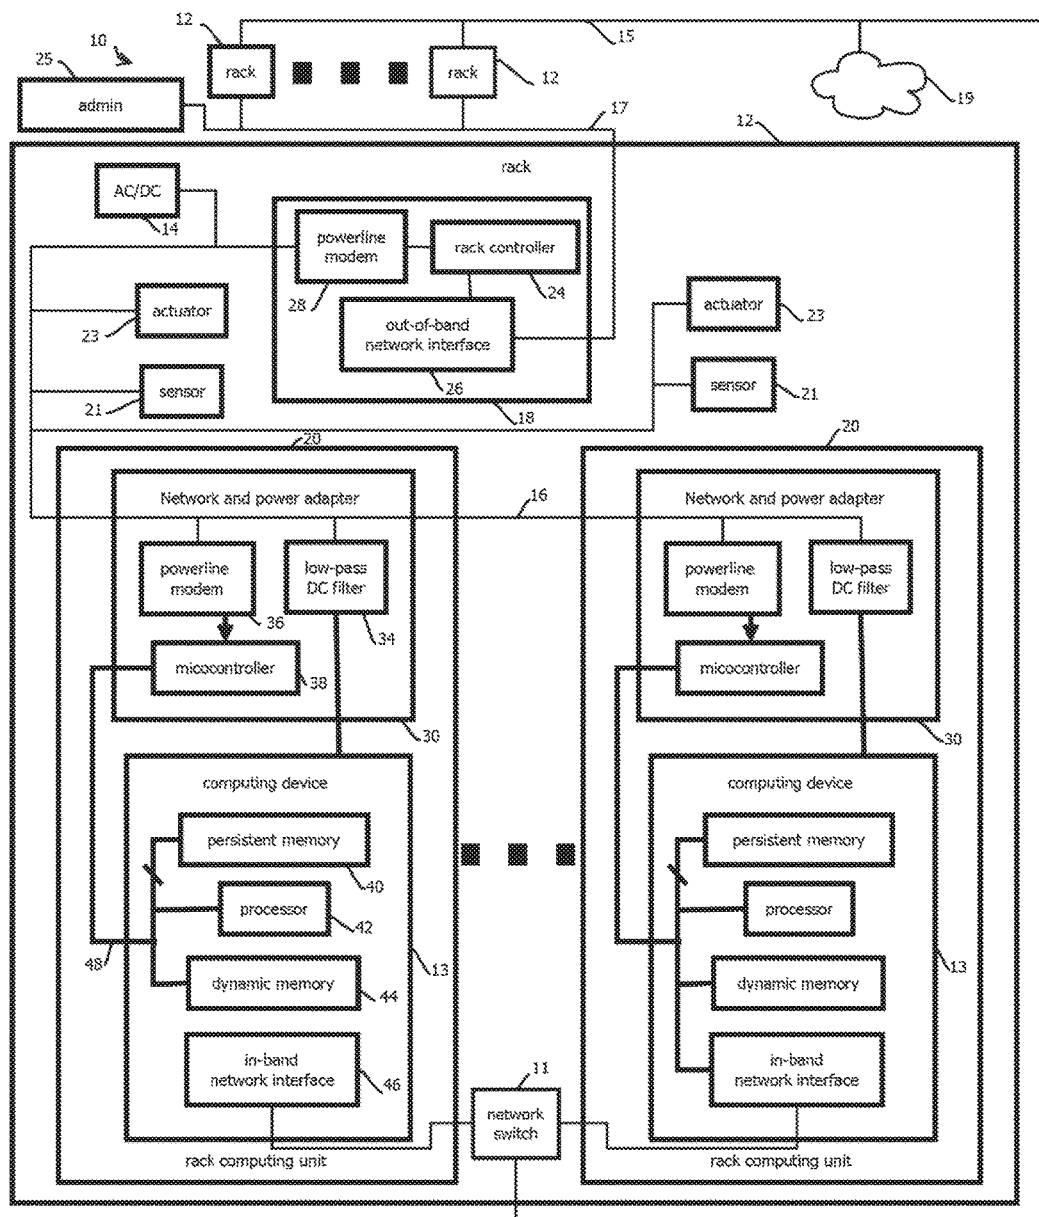 12
15
10
25
rack
rack
12
19
admin
17
12
rack
AC/DC
14
powerline
modem
rack controller
28
24
actuator
23
actuator
23
out-of-band
network interface
26
sensor
21
sensor
21
18
20
20
Network and power adapter
16
Network and power adapter
powerline
modem
low-pass
DC filter
powerline
modem
low-pass
DC filter
36
34
micocontroller
38
micocontroller
30
30
computing device
computing device
persistent memory
40
persistent memory
processor
42
processor
48
13
13
dynamic memory
44
dynamic memory
in-band
network interface
46
in-band
network interface
11
network
switch
rack computing unit
rack computing unit